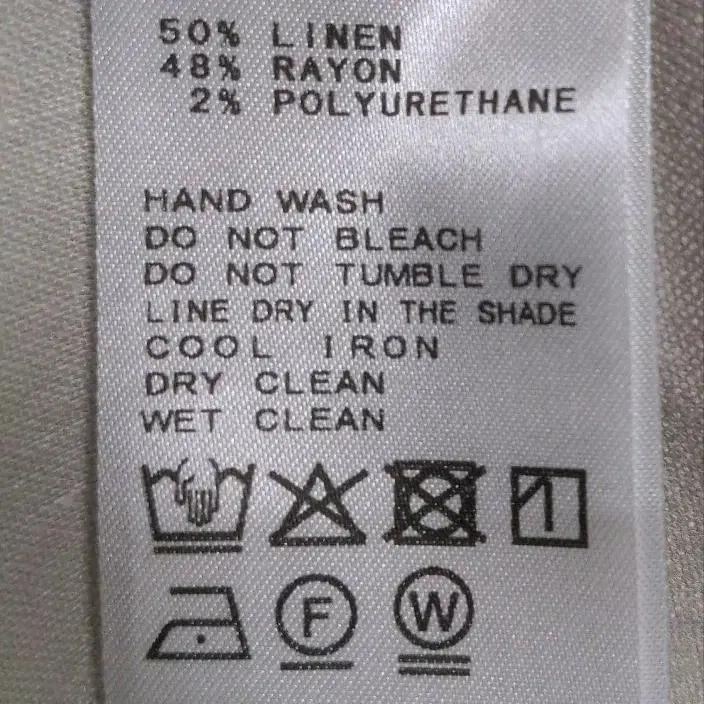 50% LINEN
48% RAYON
2% POLYURETHANE
HAND WASH
DO NOT BLEACH
DO NOT TUMBLE DRY
LINE DRY IN THE SHADE
COOL IRON
DRY CLEAN
WET CLEAN
F W